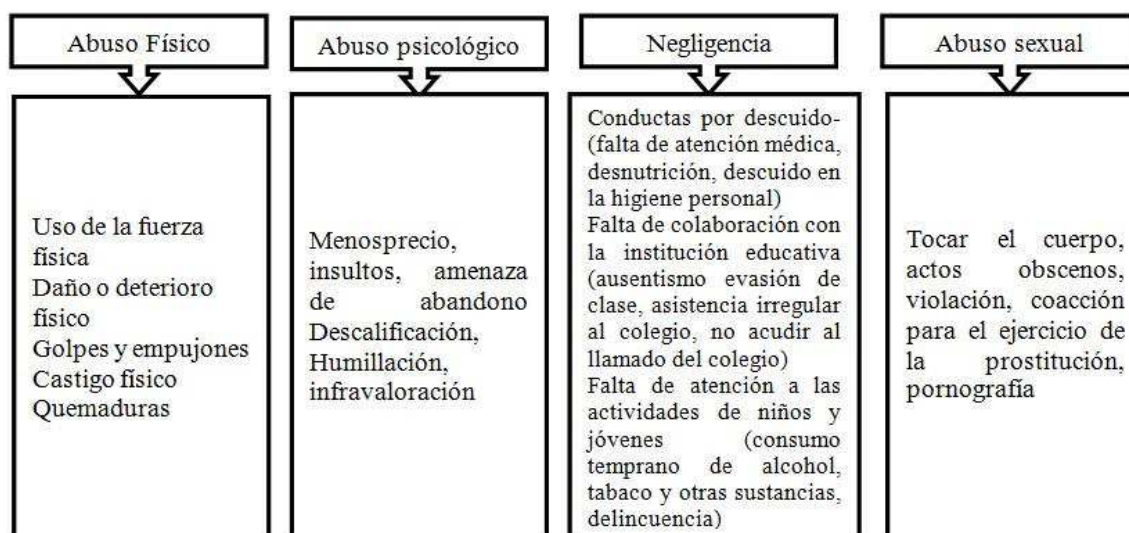 Abuso Físico
Uso de la fuerza
física
Daño o deterioro
físico
Golpes y empujones
Castigo físico
Quemaduras
Abuso psicológico
Menosprecio,
insultos, amenaza
de abandono
Descalificación,
Humillación,
infravaloración
Negligencia
Conductas por descuido-
(falta de atención médica,
desnutrición, descuido en
la higiene personal)
Falta de colaboración con
la institución educativa
(ausentismo evasión de
clase, asistencia irregular
al colegio, no acudir al
llamado del colegio)
Falta de atención a las
actividades de niños y
jóvenes (consumo
temprano de alcohol,
tabaco y otras sustancias,
delincuencia)
Abuso sexual
Tocar el cuerpo,
actos obscenos,
violación, coacción
para el ejercicio de
la prostitución,
pornografía